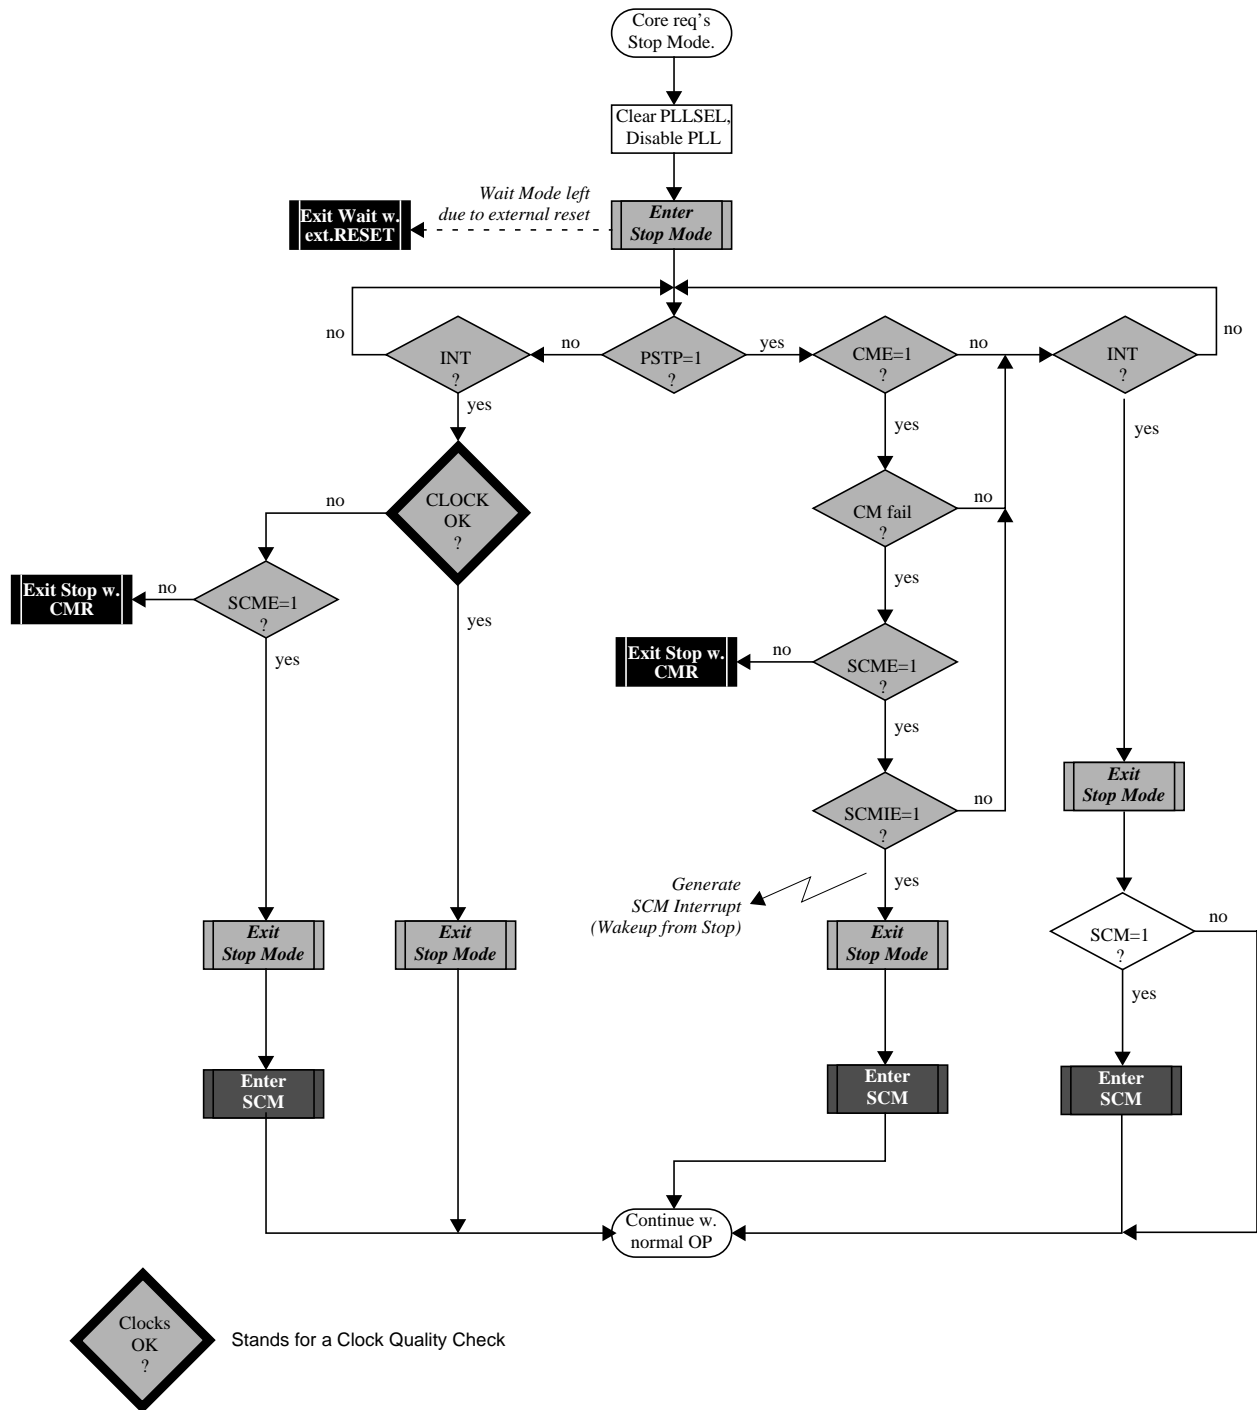 Core req's
Stop Mode.
Clear PLLSEL,
Disable PLL
Wait Mode left
due to external reset
Exit Wait w.
ext.RESET
Enter
Stop Mode
no
INT
?
no
PSTP=1
?
yes
CME=1
?
no
INT
?
no
yes
yes
yes
no
CLOCK
OK
?
CM fail
?
no
Exit Stop w.
CMR
no
SCME=1
?
yes
yes
yes
Exit Stop w.
CMR
no
SCME=1
?
yes
SCMIE=1
?
no
Exit
Stop Mode
Generate
SCM Interrupt
(Wakeup from Stop)
yes
Exit
Stop Mode
Exit
Stop Mode
Exit
Stop Mode
SCM=1
?
no
yes
Enter
SCM
Enter
SCM
Enter
SCM
Continue w.
normal OP
Clocks
OK
?
Stands for a Clock Quality Check